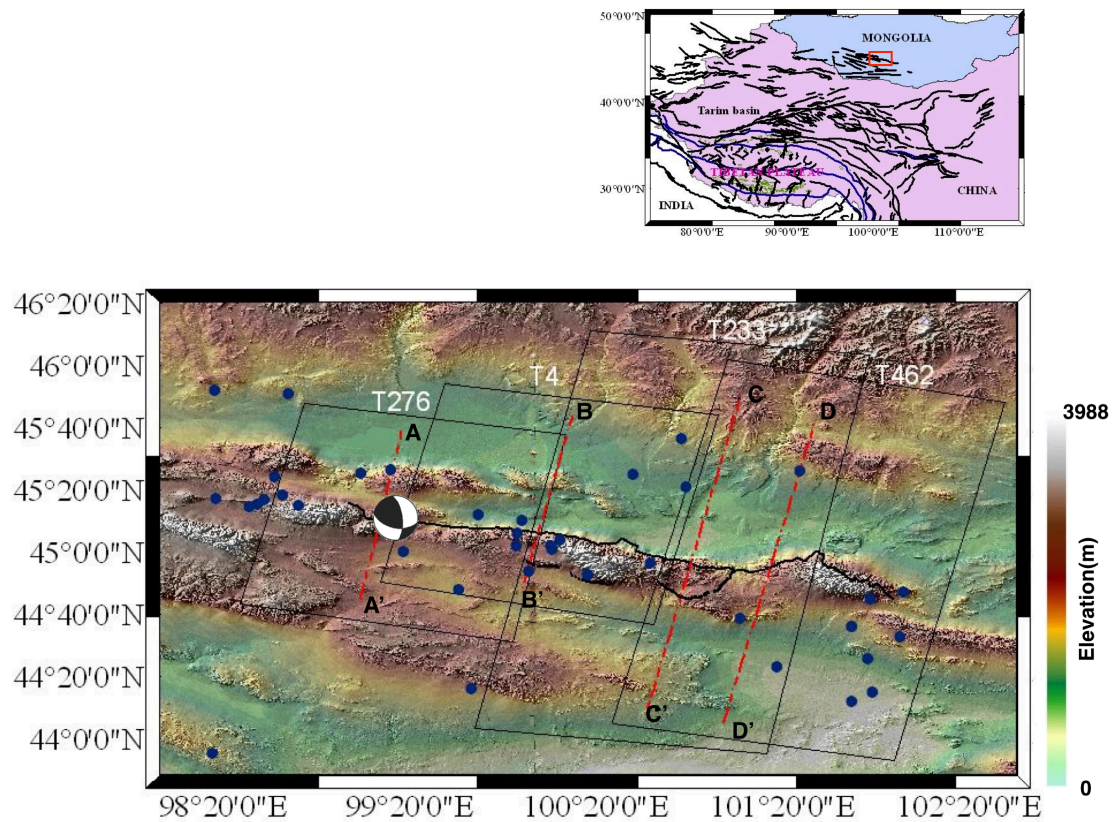 50°0'0"N
MONGOLIA
40°0'0"N
Tarim basin
TIBETAN PLATEAU
30°0'0"N
CHINA
INDIA
80°0'0"E 90°0'0"E 100°0'0"E 110°0'0"E
46°20'0"N
T233
46°0'0"N
T4
T462
T276
C
3988
B
D
45°40'0"N
A
45°20'0"N
45°0'0"N
A'
B'
44°40'0"N
Elevation(m)
44°20'0"N
C'
D'
44°0'0"N
0
98°20'0"E 99°20'0"E 100°20'0"E 101°20'0"E 102°20'0"E